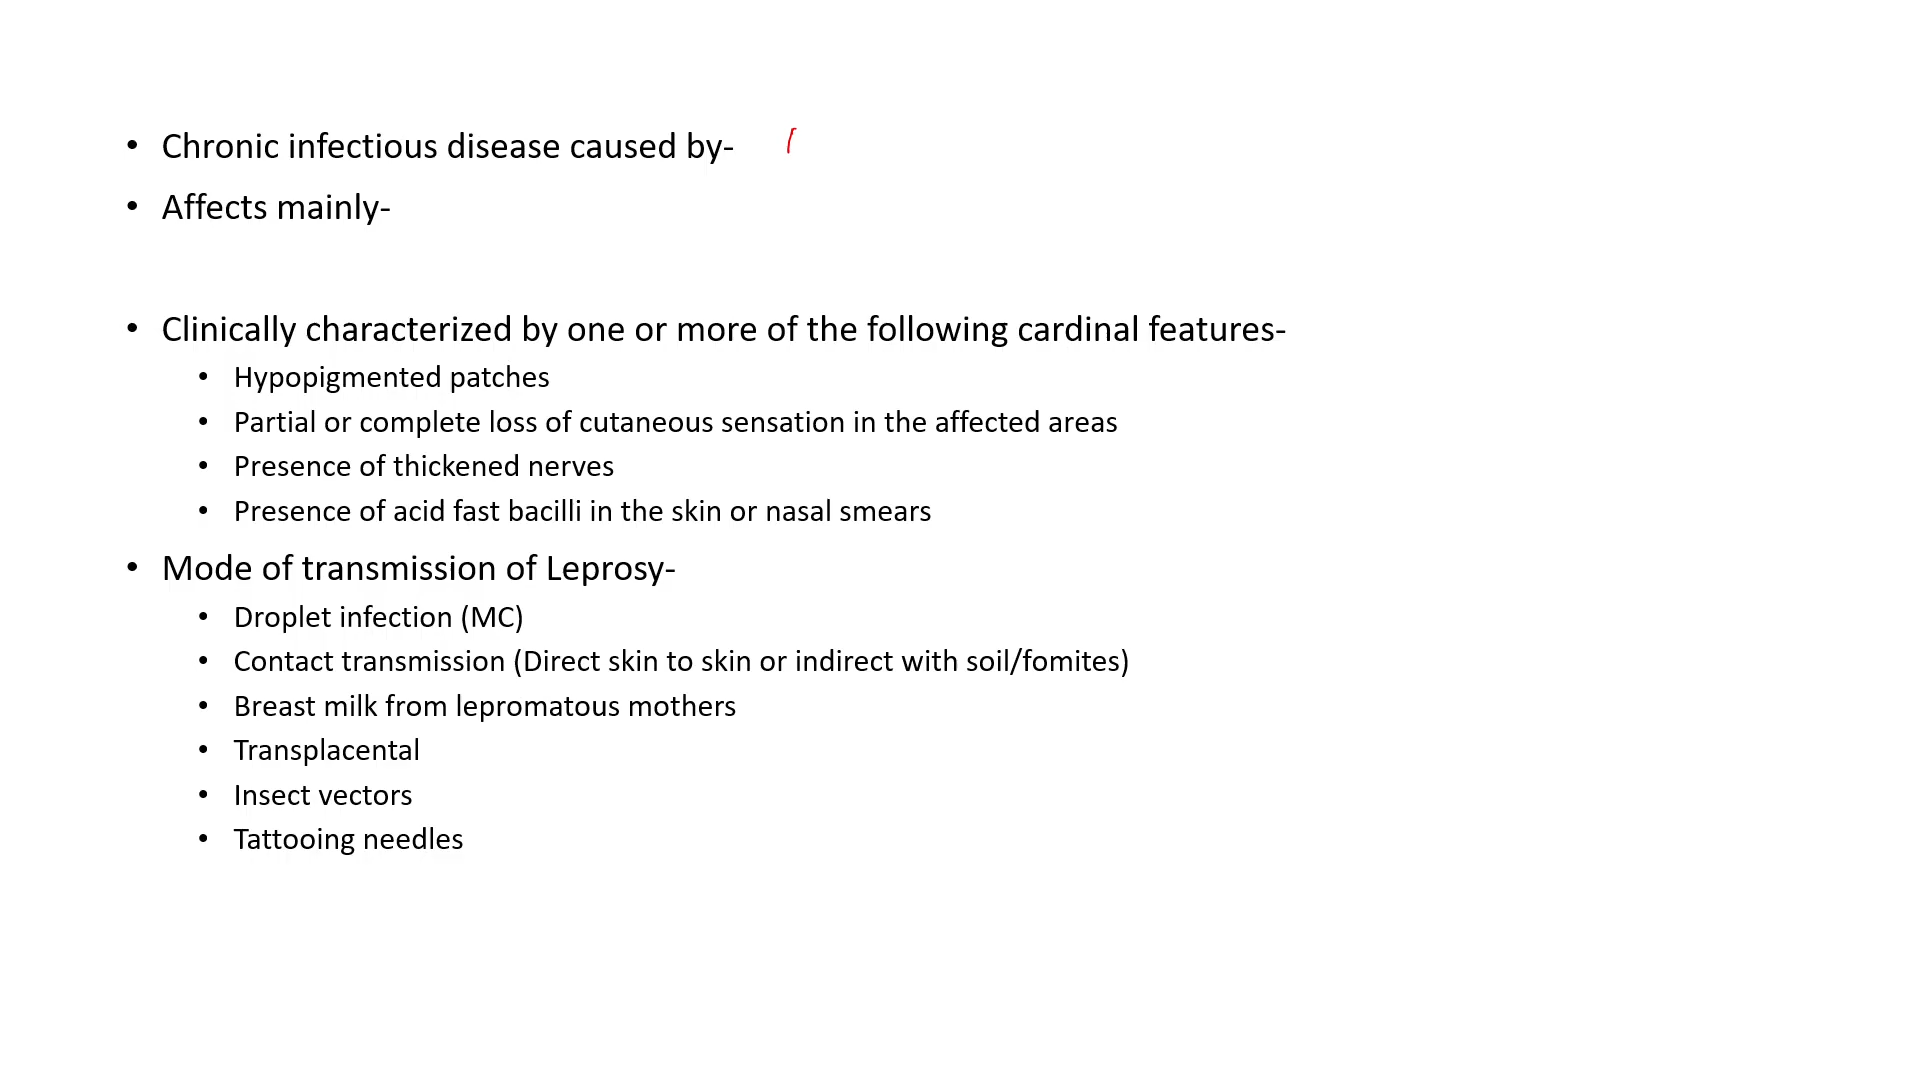 • Chronic infectious disease caused by-
• Affects mainly-
• Clinically characterized by one or more of the following cardinal features-
• Hypopigmented patches
• Partial or complete loss of cutaneous sensation in the affected areas
• Presence of thickened nerves
• Presence of acid fast bacilli in the skin or nasal smears
• Mode of transmission of Leprosy-
• Droplet infection (MC)
• Contact transmission (Direct skin to skin or indirect with soil/fomites)
• Breast milk from lepromatous mothers
• Transplacental
• Insect vectors
• Tattooing needles